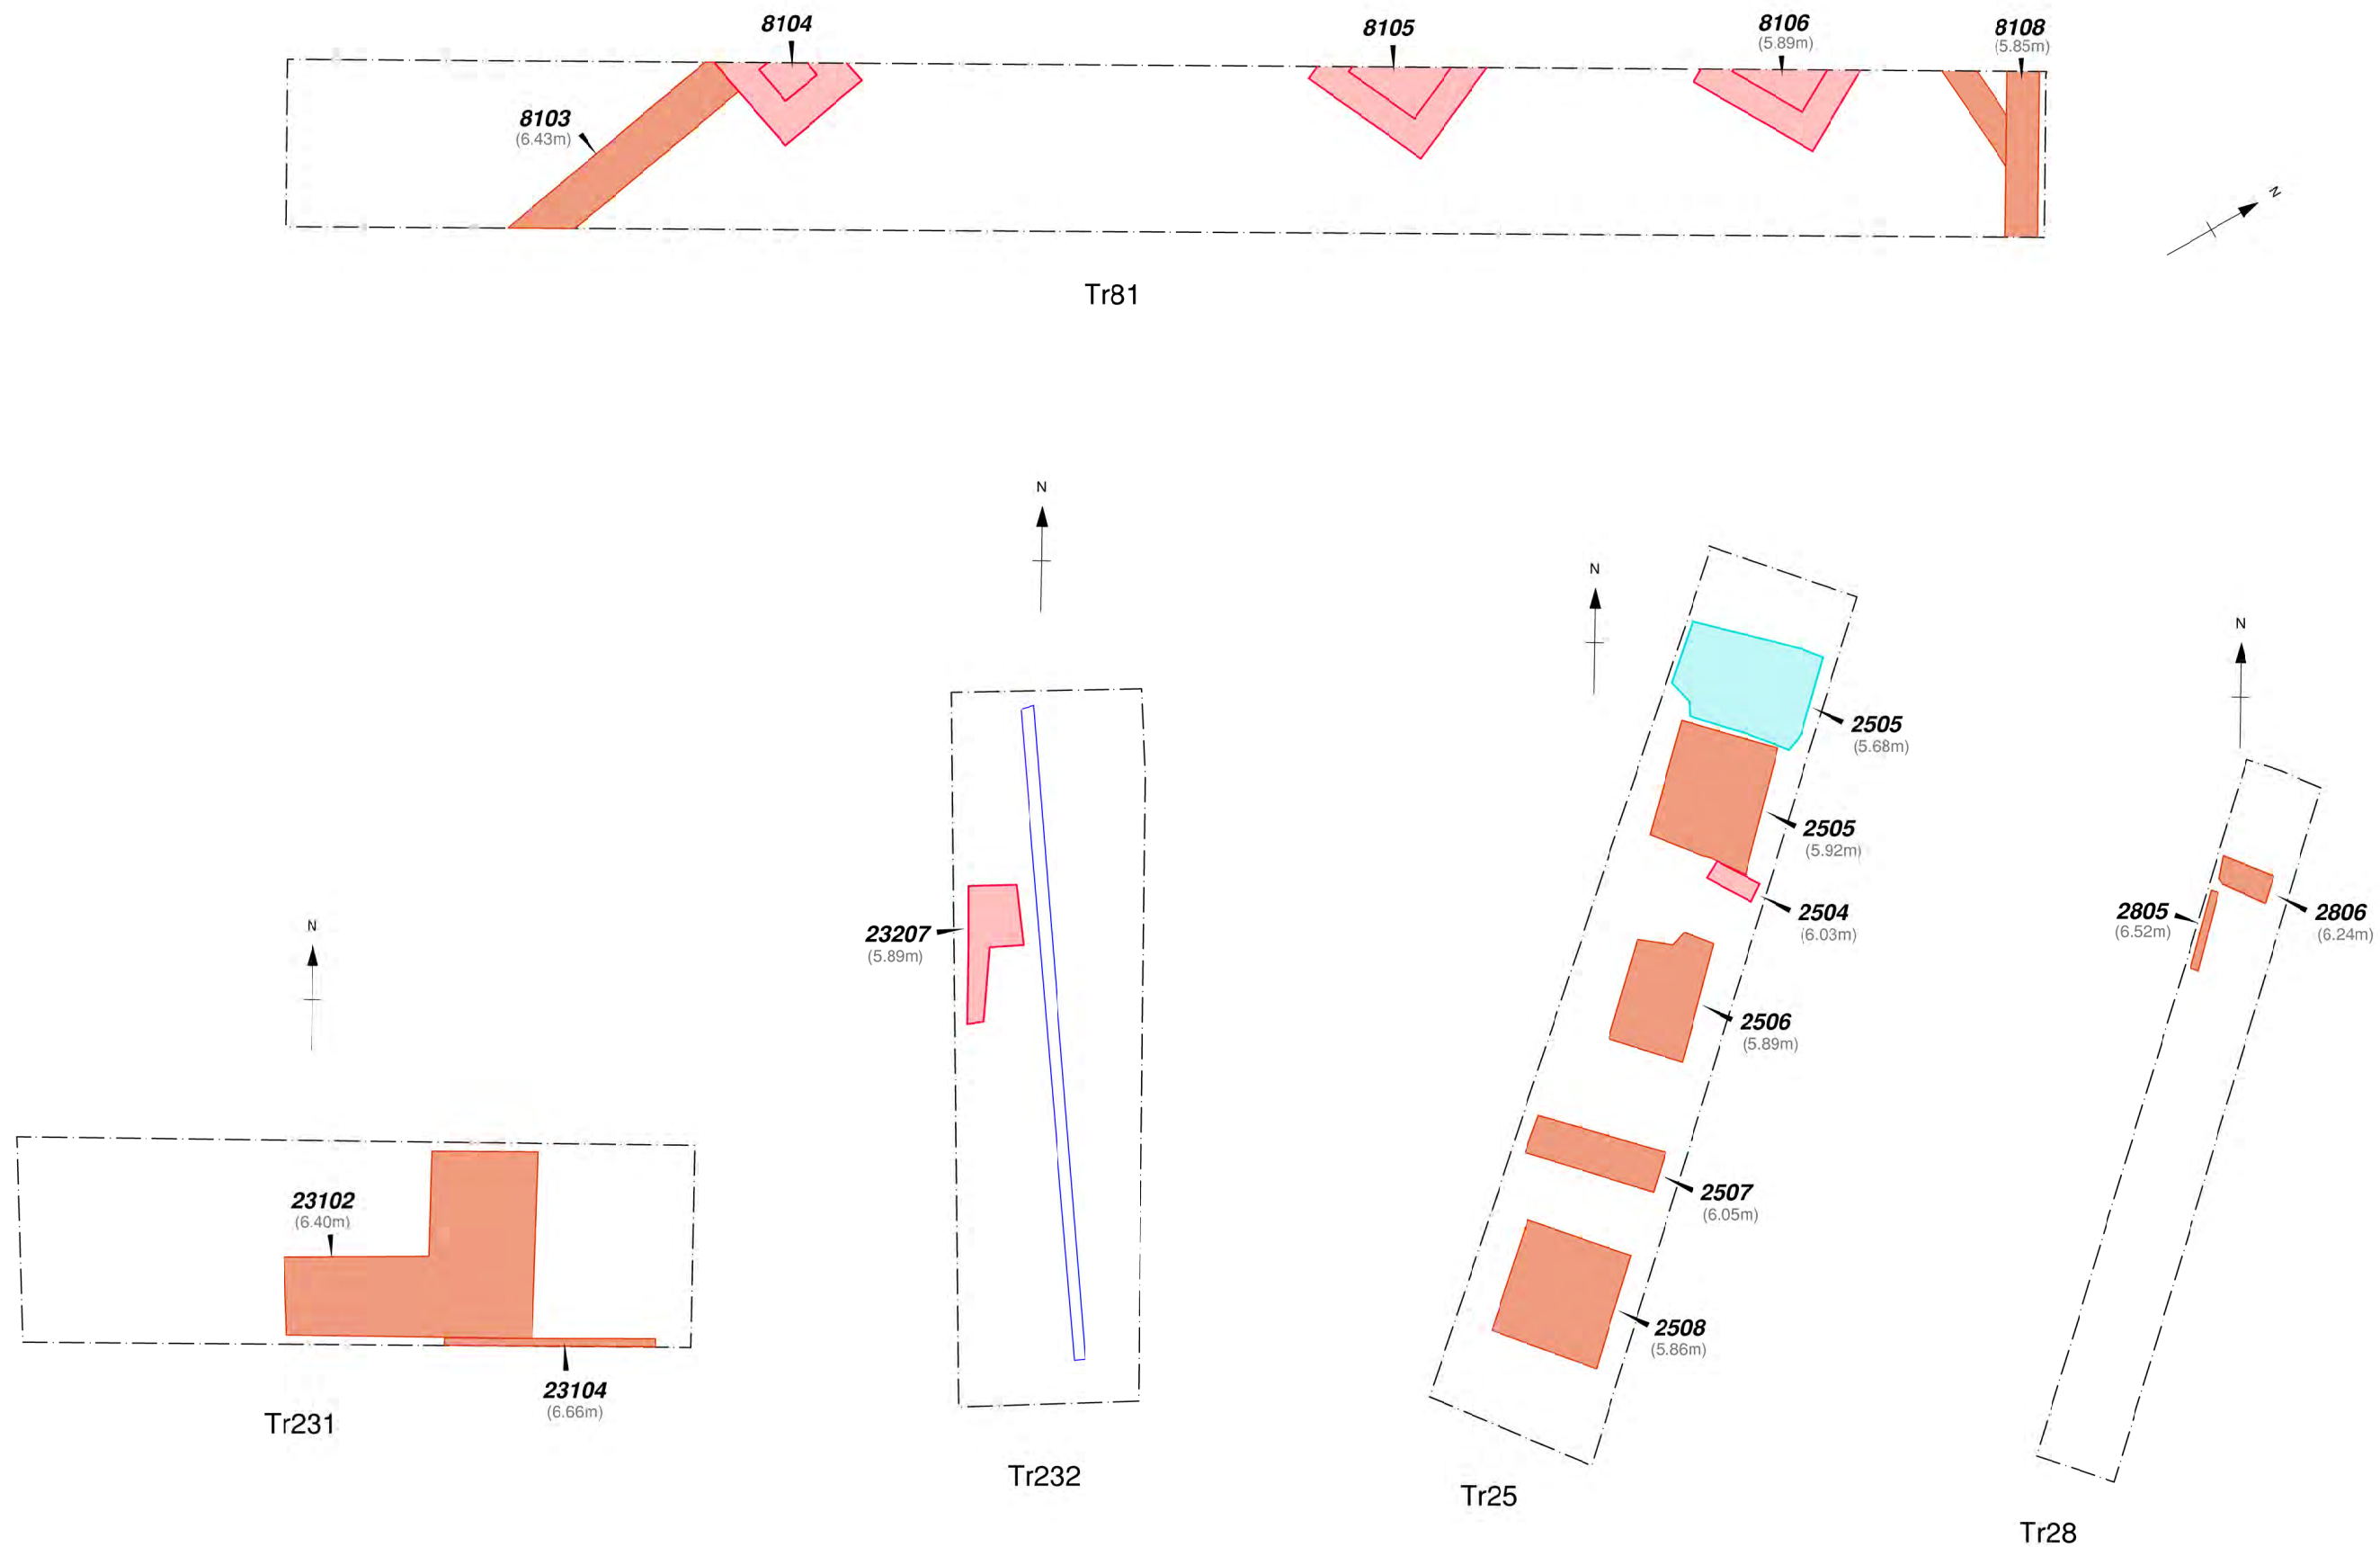 8104
8105
8106
(5.89m)
8108
(5.85m)
8103
(6.43m)
N
Tr81
N
N
N
2505
(5.68m)
2505
(5.92m)
2504
(6.03m)
2805
(6.52m)
2806
(6.24m)
N
23207
(5.89m)
2506
(5.89m)
23102
(6.40m)
2507
(6.05m)
2508
(5.86m)
23104
(6.66m)
Tr231
Tr232
Tr25
Tr28